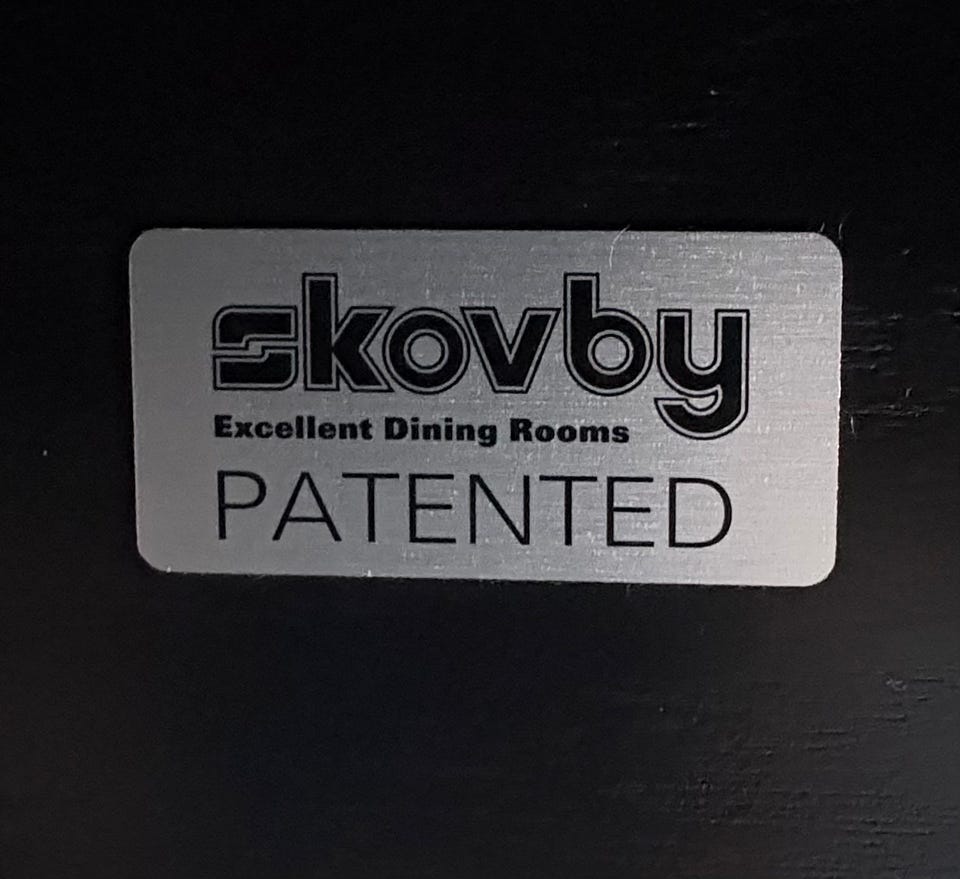 skovby
Excellent Dining Rooms
PATENTED